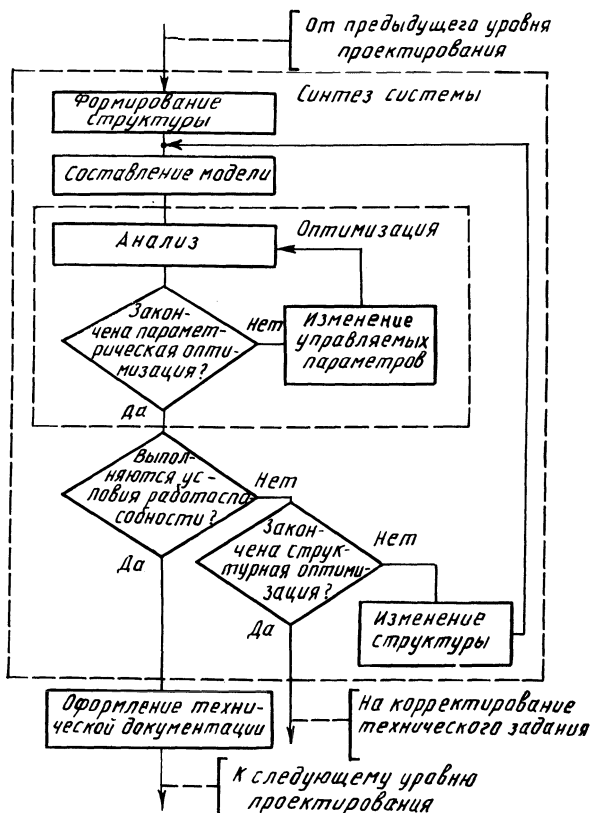 От предыдущего уровня
проектирования
Синтез системы
Формирование
структуры
Составление модели
Оптимизация
Анализ
Закон-
чена парамет-
рическая опти-
мизация?
Нет
Изменение
управляемых
параметров
Да
Выпол-
няются ус-
ловия работаспа
собности?
Нет
Да
Закон-
чена струк-
турная оптими-
зация?
Нет
Да
Изменение
структуры
Оформление техни-
ческой документации
На корректирование
технического задания
К следующему уровню
проектирования